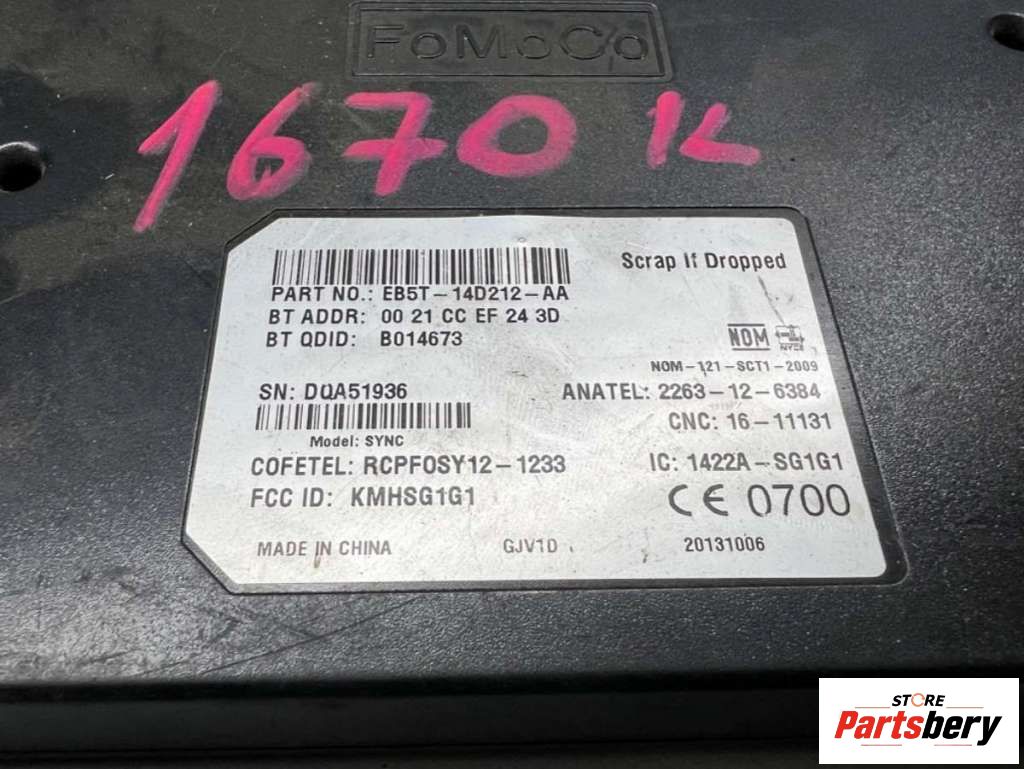 FoMoCo
1670 K
Scrap If Dropped
PART NO.: EB5T-14D212-AA
BT ADDR: 00 21 CC EF 24 3D
BT QDID: B014673
NOM NYCE
NOM-121-SCT1-2009
SN: DQA51936
ANATEL: 2263-12-6384
CNC: 16-11131
Model: SYNC
COFETEL: RCPFOSY12-1233
IC: 1422A-SG1G1
FCC ID: KMHSG1G1
CE 0700
MADE IN CHINA
GJV1D
20131006
STORE
Partsbery